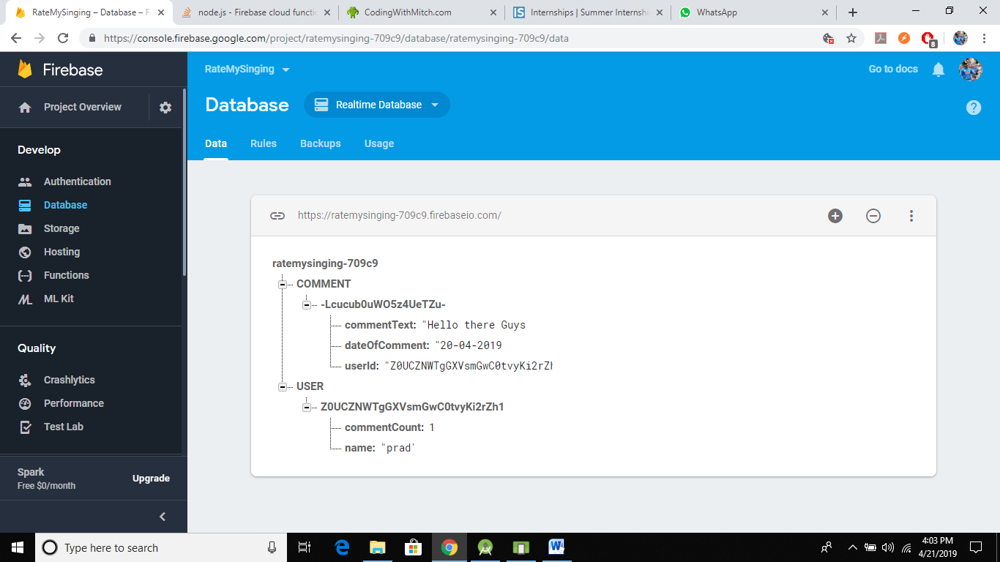 RateMySinging – Database – Fi
node.js - Firebase cloud functio
CodingWithMitch.com
Internships | Summer Internshi
WhatsApp
https://console.firebase.google.com/project/ratemysinging-709c9/database/ratemysinging-709c9/data
8
Firebase
RateMySinging
Go to docs
Project Overview
Database
Realtime Database
?
Data
Rules
Backups
Usage
Develop
Authentication
Database
Storage
Hosting
Functions
ML Kit
Quality
Crashlytics
Performance
Test Lab
Spark
Free $0/month
Upgrade
https://ratemysinging-709c9.firebaseio.com/
ratemysinging-709c9
COMMENT
-Lcucub0uWO5z4UeTZu-
commentText: "Hello there Guys
dateOfComment: "20-04-2019
userId: "Z0UCZNWTgGXVsmGwC0tvyKi2rZh
USER
Z0UCZNWTgGXVsmGwC0tvyKi2rZh1
commentCount: 1
name: "prad"
Type here to search
4:03 PM
4/21/2019